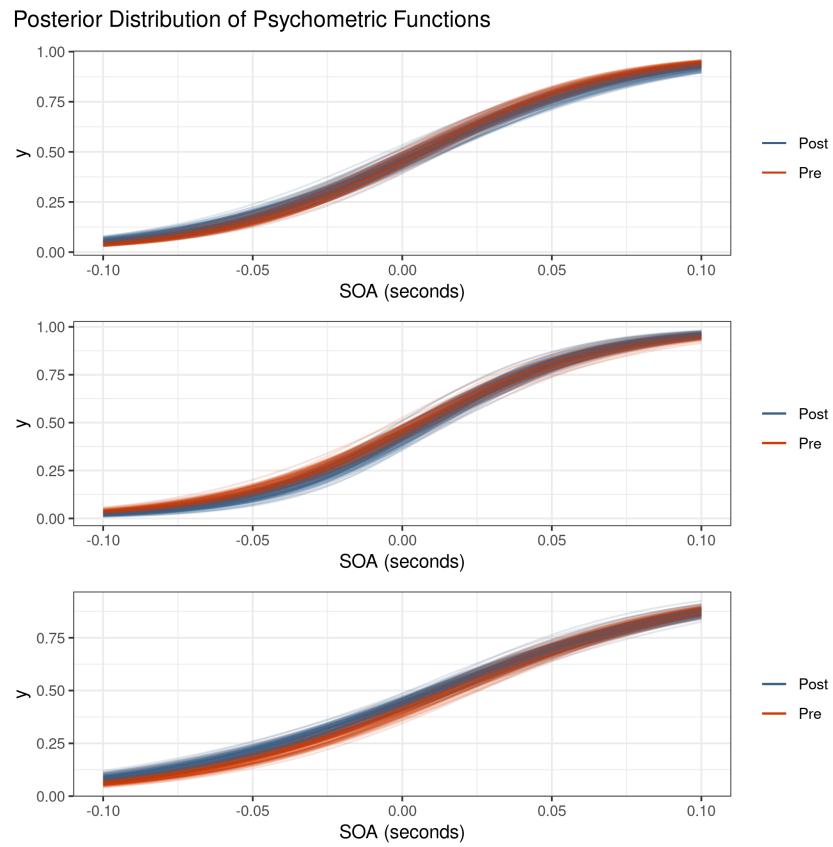 Posterior Distribution of Psychometric Functions
1.00
0.75
0.50
0.25
0.00
y
-0.10 -0.05 0.00 0.05 0.10
SOA (seconds)
Post
Pre
1.00
0.75
0.50
0.25
0.00
y
-0.10 -0.05 0.00 0.05 0.10
SOA (seconds)
Post
Pre
0.75
0.50
0.25
0.00
y
-0.10 -0.05 0.00 0.05 0.10
SOA (seconds)
Post
Pre